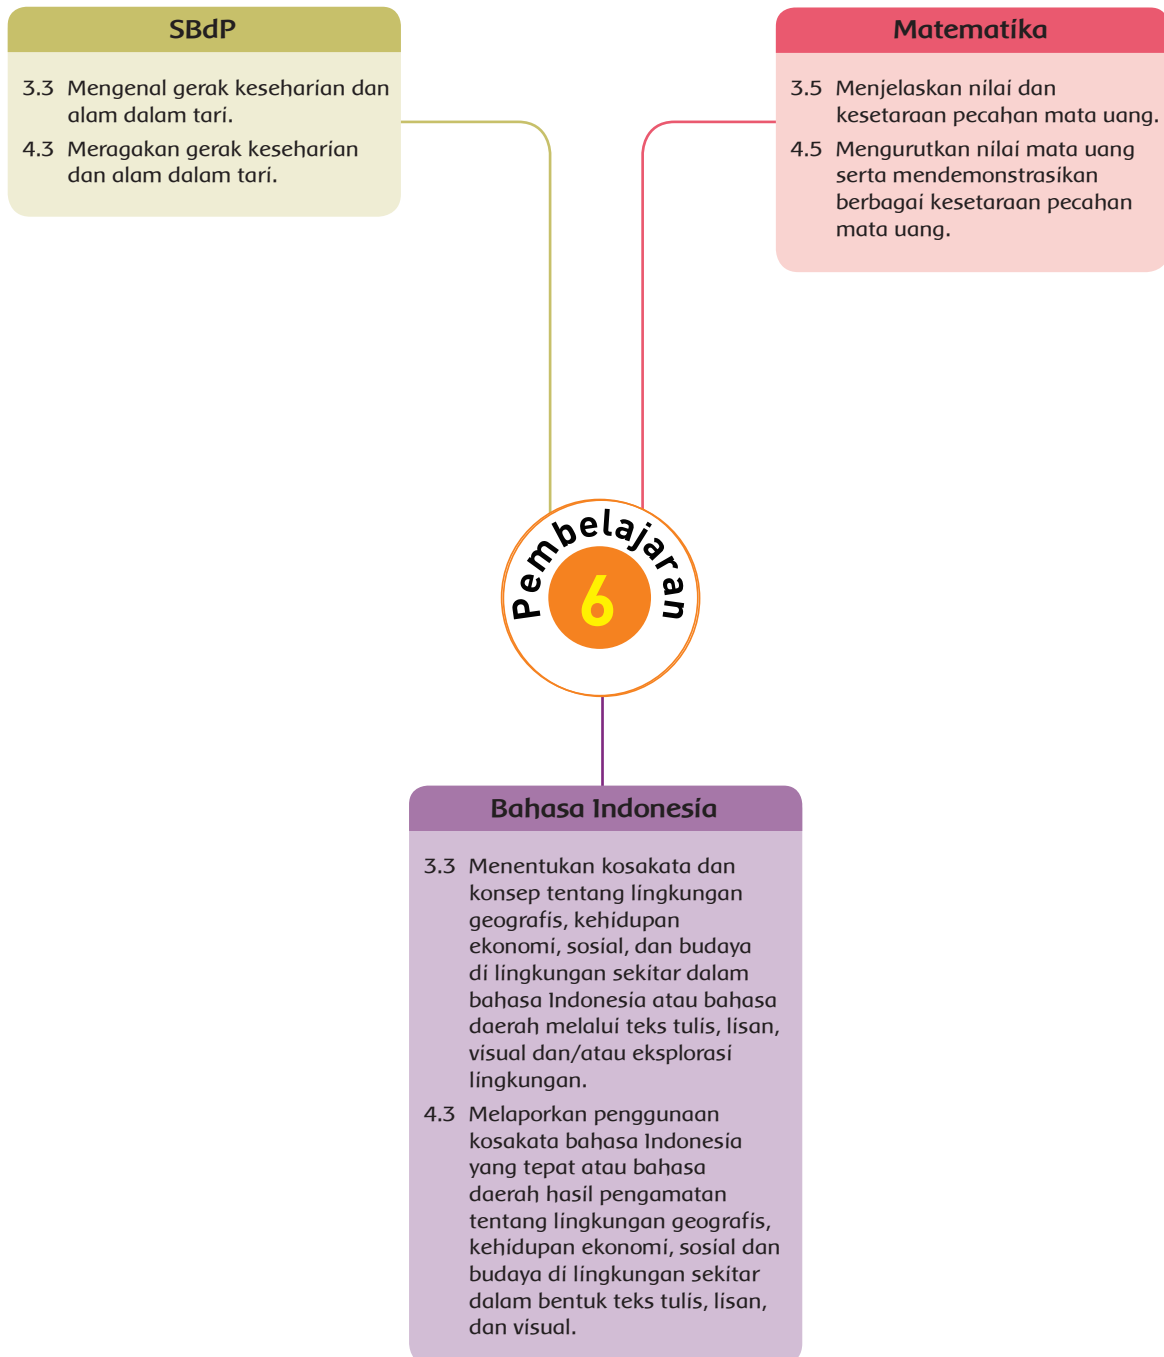 SBdP
3.3 Mengenal gerak keseharian dan
alam dalam tari.
4.3 Meragakan gerak keseharian
dan alam dalam tari.
Matematika
3.5 Menjelaskan nilai dan
kesetaraan pecahan mata uang.
4.5 Mengurutkan nilai mata uang
serta mendemonstrasikan
berbagai kesetaraan pecahan
mata uang.
Pembelajaran
6
Bahasa Indonesia
3.3 Menentukan kosakata dan
konsep tentang lingkungan
geografis, kehidupan
ekonomi, sosial, dan budaya
di lingkungan sekitar dalam
bahasa Indonesia atau bahasa
daerah melalui teks tulis, lisan,
visual dan/atau eksplorasi
lingkungan.
4.3 Melaporkan penggunaan
kosakata bahasa Indonesia
yang tepat atau bahasa
daerah hasil pengamatan
tentang lingkungan geografis,
kehidupan ekonomi, sosial dan
budaya di lingkungan sekitar
dalam bentuk teks tulis, lisan,
dan visual.